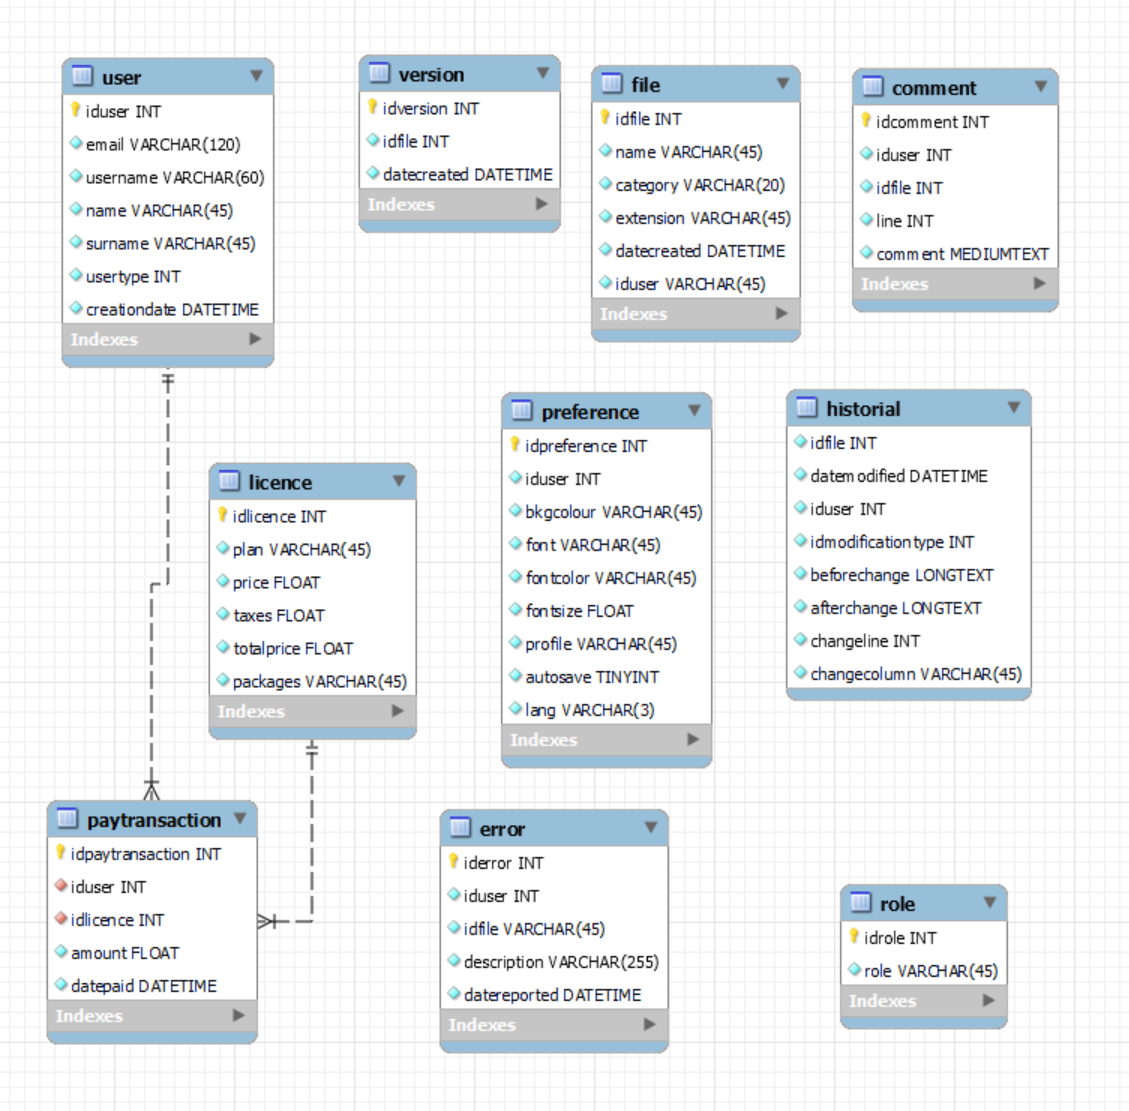 user
iduser INT
email VARCHAR(120)
username VARCHAR(60)
name VARCHAR(45)
surname VARCHAR(45)
usertype INT
creationdate DATETIME
Indexes
version
idversion INT
idfile INT
datecreated DATETIME
Indexes
file
idfile INT
name VARCHAR(45)
category VARCHAR(20)
extension VARCHAR(45)
datecreated DATETIME
iduser VARCHAR(45)
Indexes
comment
idcomment INT
iduser INT
idfile INT
line INT
comment MEDIUMTEXT
Indexes
licence
idlicence INT
plan VARCHAR(45)
price FLOAT
taxes FLOAT
totalprice FLOAT
packages VARCHAR(45)
Indexes
preference
idpreference INT
iduser INT
bkgcolour VARCHAR(45)
font VARCHAR(45)
fontcolor VARCHAR(45)
fontsize FLOAT
profile VARCHAR(45)
autosave TINYINT
lang VARCHAR(3)
Indexes
historial
idfile INT
datemodified DATETIME
iduser INT
idmodificationtype INT
beforechange LONGTEXT
afterchange LONGTEXT
changeline INT
changecolumn VARCHAR(45)
paytransaction
idpaytransaction INT
iduser INT
idlicence INT
amount FLOAT
datepaid DATETIME
Indexes
error
iderror INT
iduser INT
idfile VARCHAR(45)
description VARCHAR(255)
datereported DATETIME
Indexes
role
idrole INT
role VARCHAR(45)
Indexes